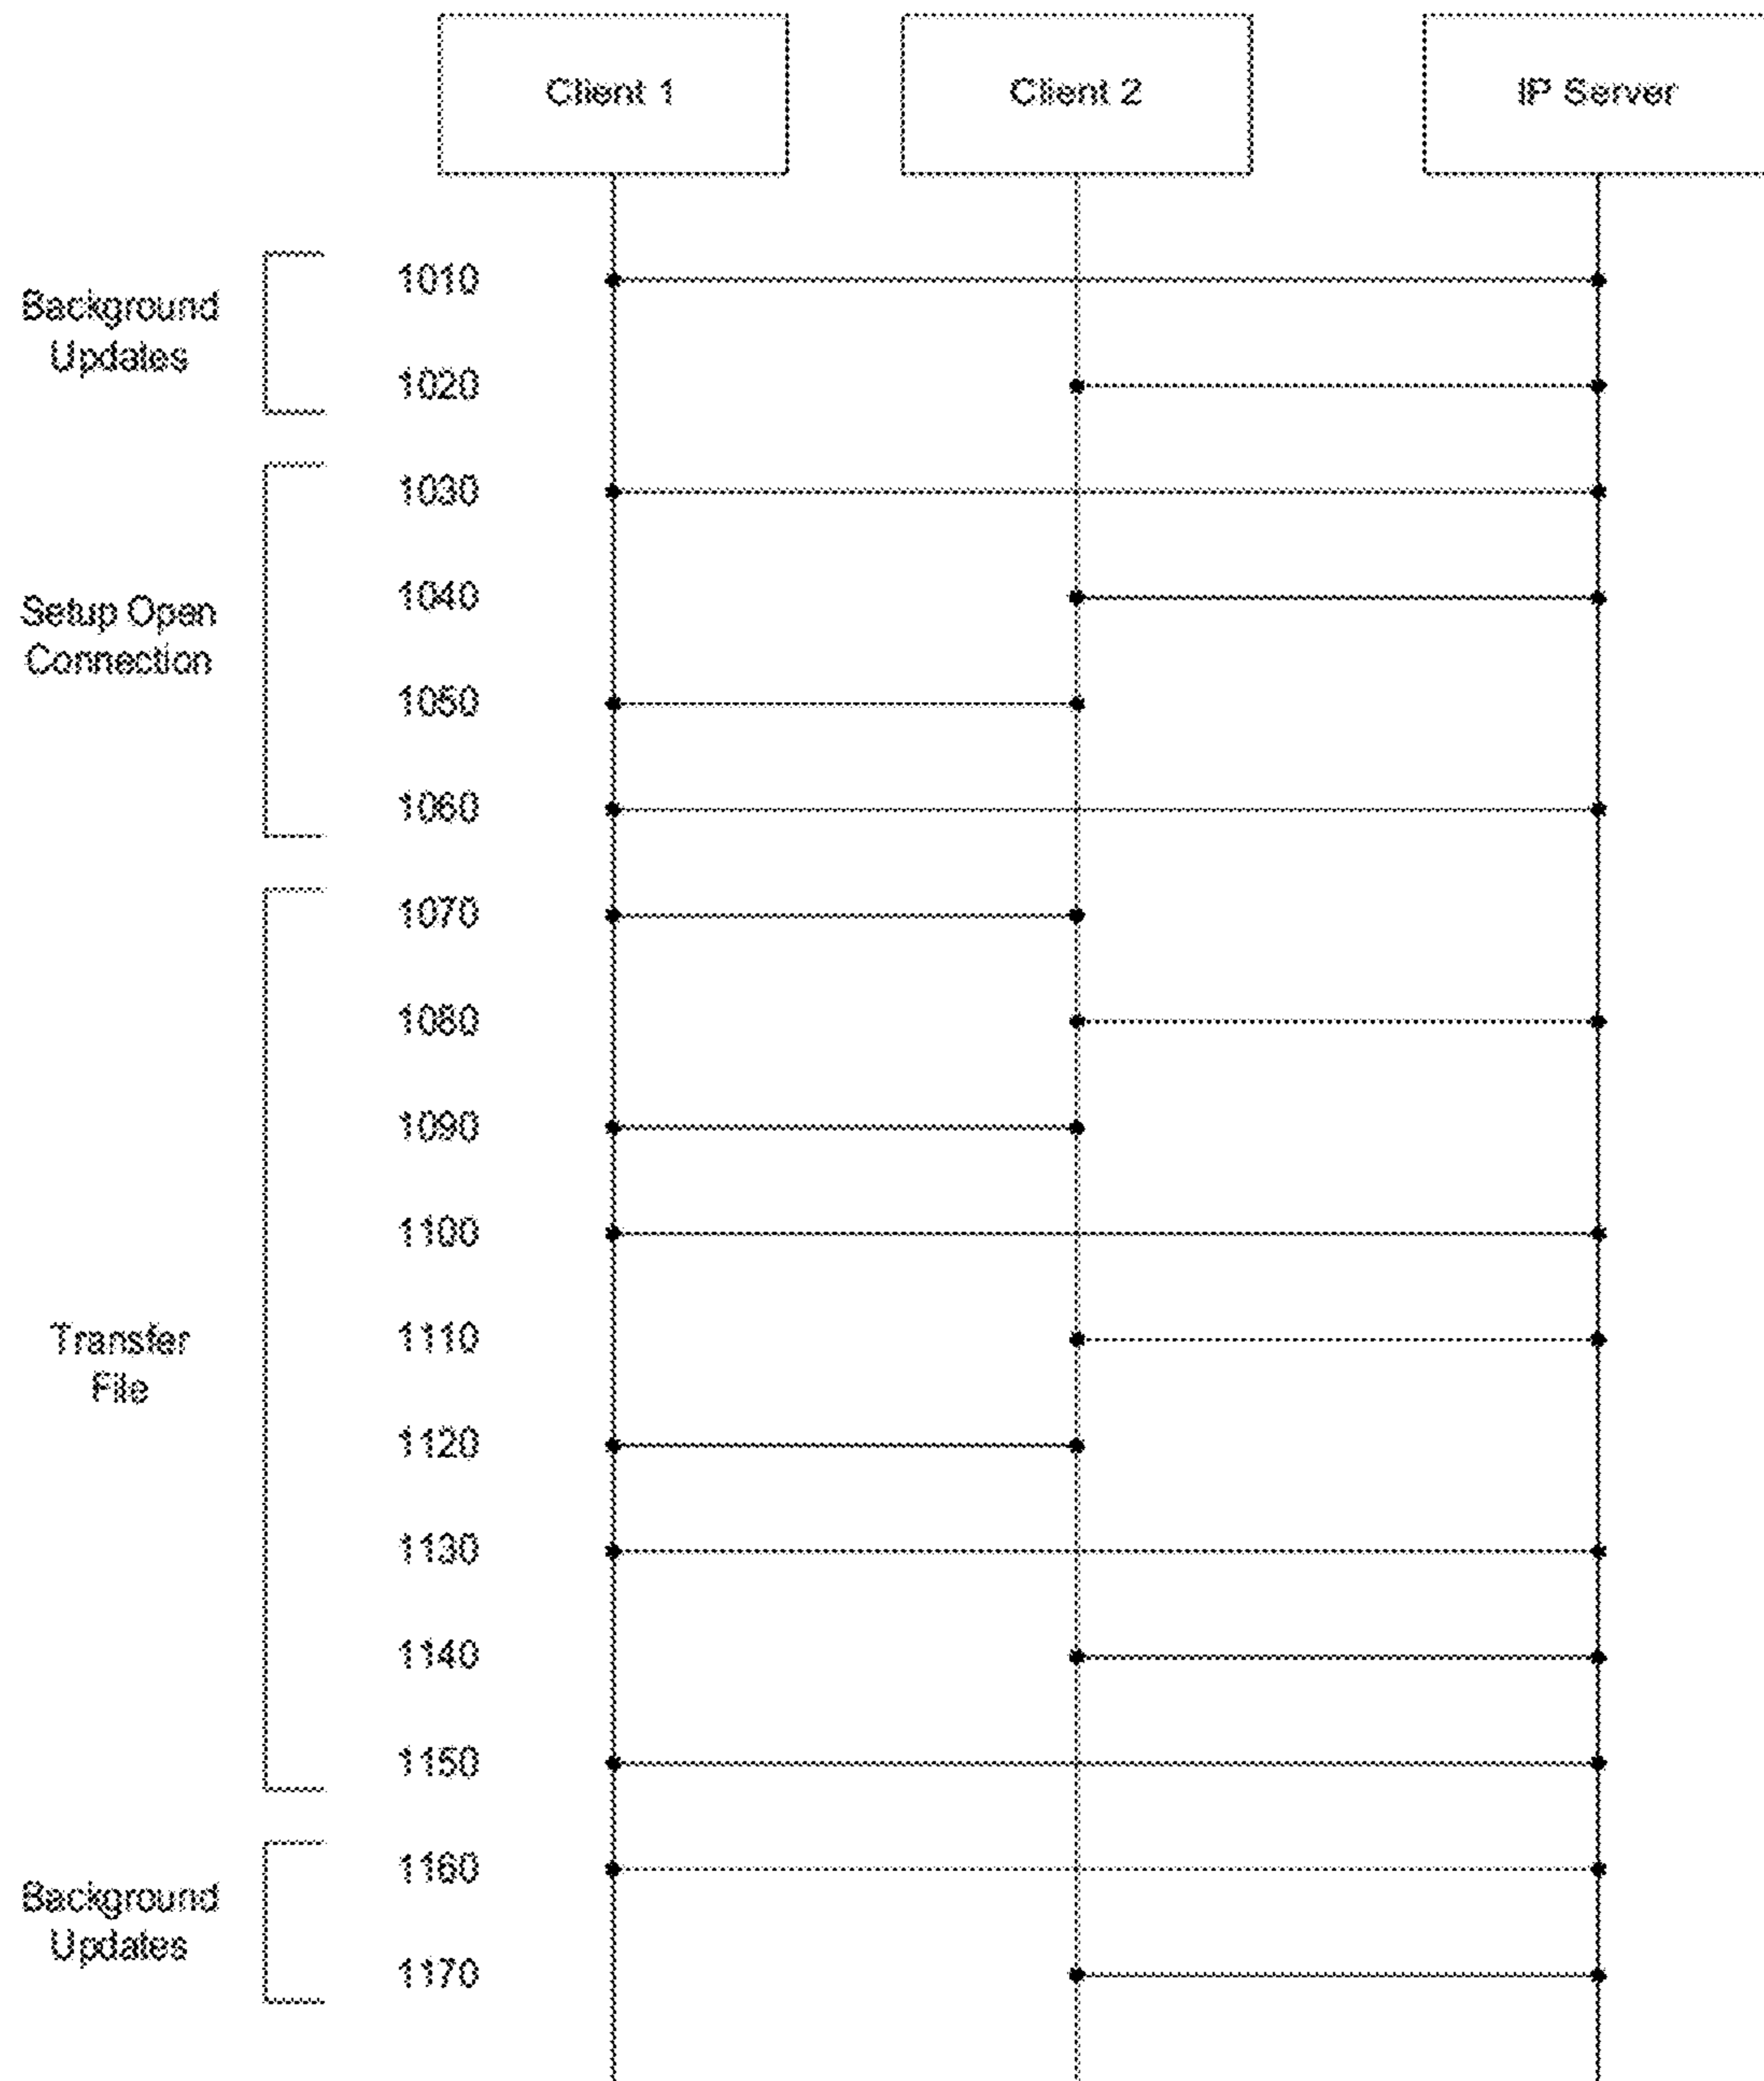 Client 1
Client 2
IP Server
Background
Updates
1010
1020
Setup Open
Connection
1030
1040
1050
1060
Transfer
File
1070
1080
1090
1100
1110
1120
1130
1140
1150
Background
Updates
1160
1170